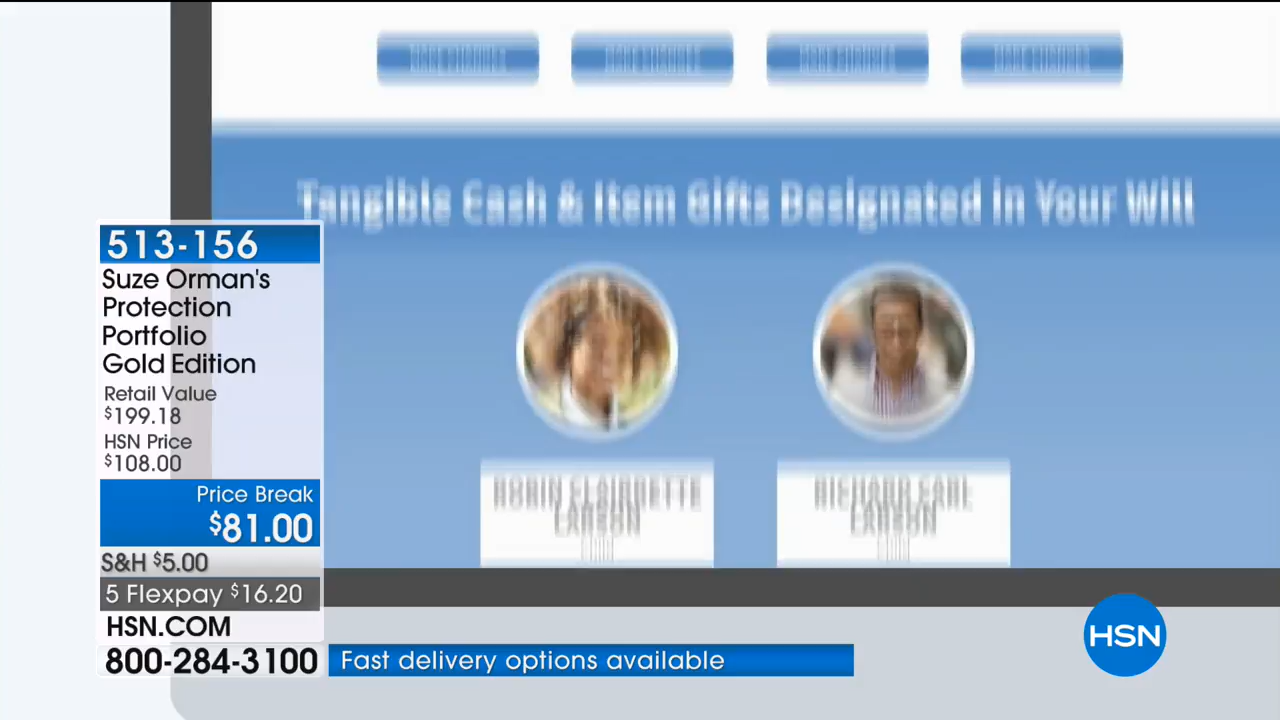 Tangible Cash & Item Gifts Designated in Your Will
513-156
Suze Orman's
Protection
Portfolio
Gold Edition
Retail Value
$199.18
HSN Price
$108.00
Price Break
$81.00
S&H $5.00
5 Flexpay $16.20
HSN.COM
800-284-3100
Fast delivery options available
HSN